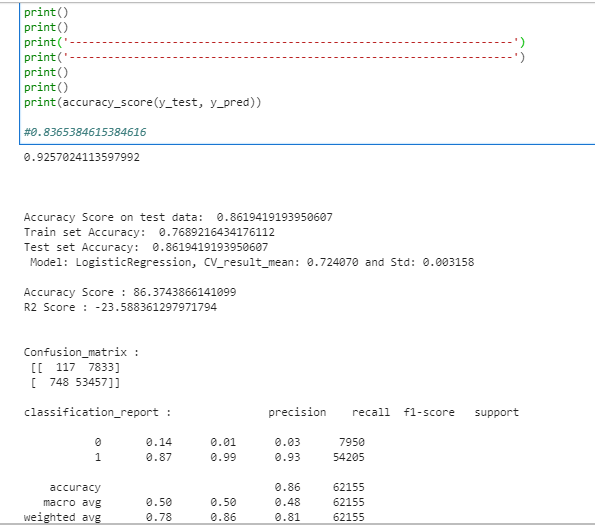 print()
print()
print('---------------------------------------------------------------------')
print('---------------------------------------------------------------------')
print()
print()
print(accuracy_score(y_test, y_pred))
#0.8365384615384616
0.9257024113597992
Accuracy Score on test data:  0.8619419193950607
Train set Accuracy:  0.7689216434176112
Test set Accuracy:  0.8619419193950607
 Model: LogisticRegression, CV_result_mean: 0.724070 and Std: 0.003158
Accuracy Score : 86.3743866141099
R2 Score : -23.588361297971794
Confusion_matrix :
 [[  117  7833]
 [  748 53457]]
classification_report :               precision    recall  f1-score   support
           0       0.14      0.01      0.03      7950
           1       0.87      0.99      0.93     54205
    accuracy                           0.86     62155
   macro avg       0.50      0.50      0.48     62155
weighted avg       0.78      0.86      0.81     62155